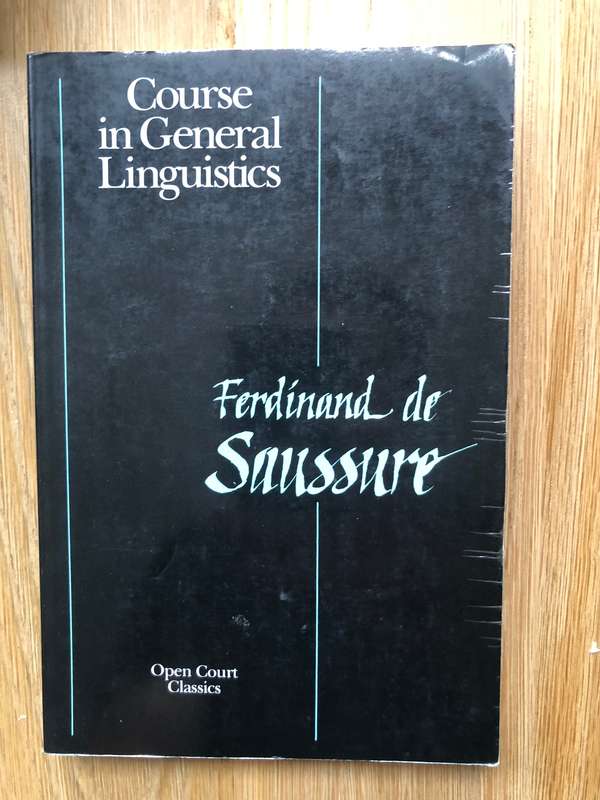 Course
in General
Linguistics
Ferdinand de
Saussure
Open Court
Classics